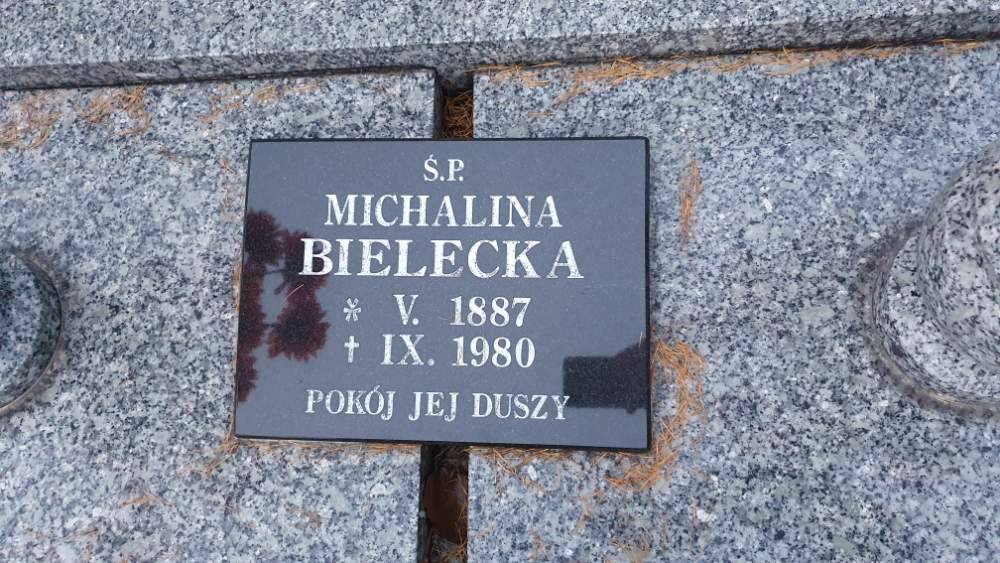 Ś.P.
MICHALINA
BIELECKA
* V. 1887
† IX. 1980
POKÓJ JEJ DUSZY